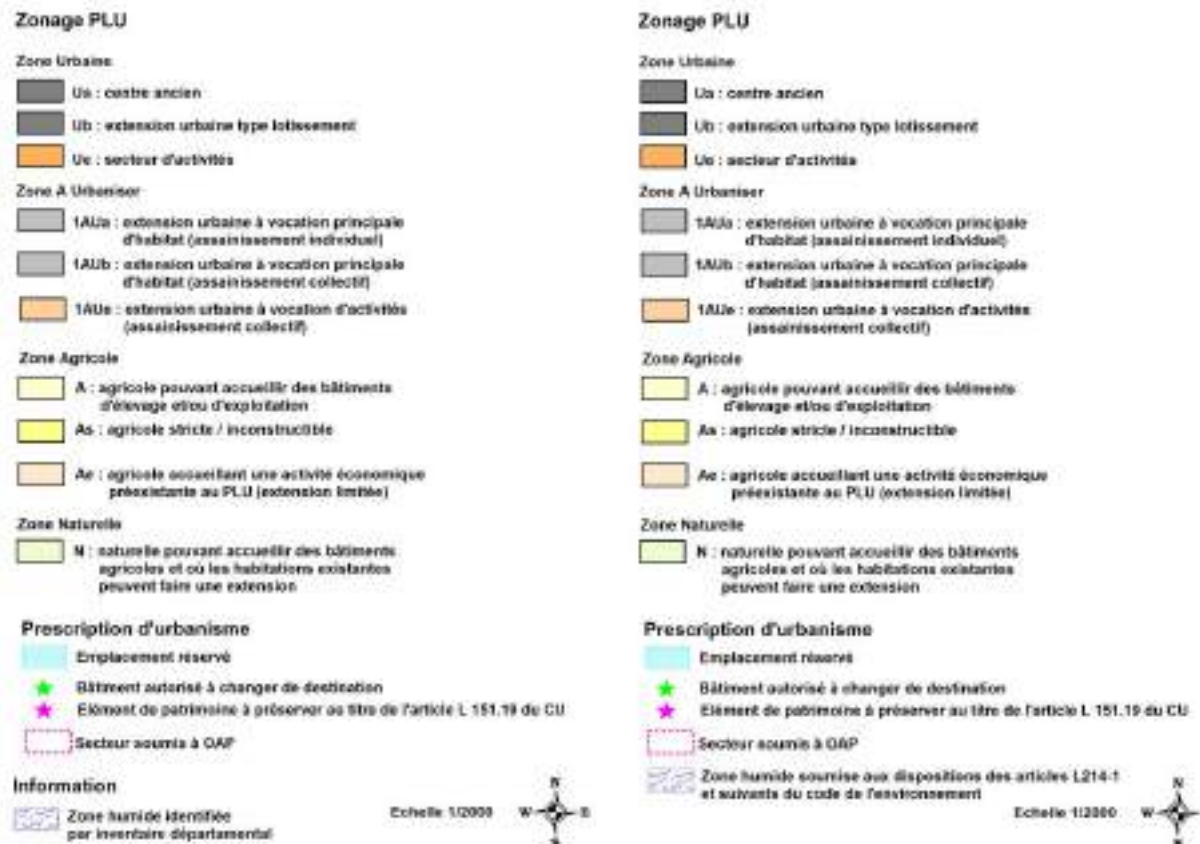 Zonage PLU
Zone Urbaine
Ua : centre ancien
Ub : extension urbaine type lotissement
Ue : secteur d'activités
Zone A Urbaniser
1AUa : extension urbaine à vocation principale
d'habitat (assainissement individuel)
1AUb : extension urbaine à vocation principale
d'habitat (assainissement collectif)
1AUe : extension urbaine à vocation d'activités
(assainissement collectif)
Zone Agricole
A : agricole pouvant accueillir des bâtiments
d'élevage et/ou d'exploitation
As : agricole stricte / inconstructible
Ae : agricole accueillant une activité économique
préexistante au PLU (extension limitée)
Zone Naturelle
N : naturelle pouvant accueillir des bâtiments
agricoles et où les habitations existantes
peuvent faire une extension
Prescription d'urbanisme
Emplacement réservé
Bâtiment autorisé à changer de destination
Elément de patrimoine à préserver au titre de l'article L 151.19 du CU
Secteur soumis à OAP
Information
Zone humide identifiée
par inventaire départemental
Echelle 1/2000
N
W
E
S
Zonage PLU
Zone Urbaine
Ua : centre ancien
Ub : extension urbaine type lotissement
Ue : secteur d'activités
Zone A Urbaniser
1AUa : extension urbaine à vocation principale
d'habitat (assainissement individuel)
1AUb : extension urbaine à vocation principale
d'habitat (assainissement collectif)
1AUe : extension urbaine à vocation d'activités
(assainissement collectif)
Zone Agricole
A : agricole pouvant accueillir des bâtiments
d'élevage et/ou d'exploitation
As : agricole stricte / inconstructible
Ae : agricole accueillant une activité économique
préexistante au PLU (extension limitée)
Zone Naturelle
N : naturelle pouvant accueillir des bâtiments
agricoles et où les habitations existantes
peuvent faire une extension
Prescription d'urbanisme
Emplacement réservé
Bâtiment autorisé à changer de destination
Elément de patrimoine à préserver au titre de l'article L 151.19 du CU
Secteur soumis à OAP
Zone humide soumise aux dispositions des articles L214-1
et suivants du code de l'environnement
Echelle 1/2000
N
W